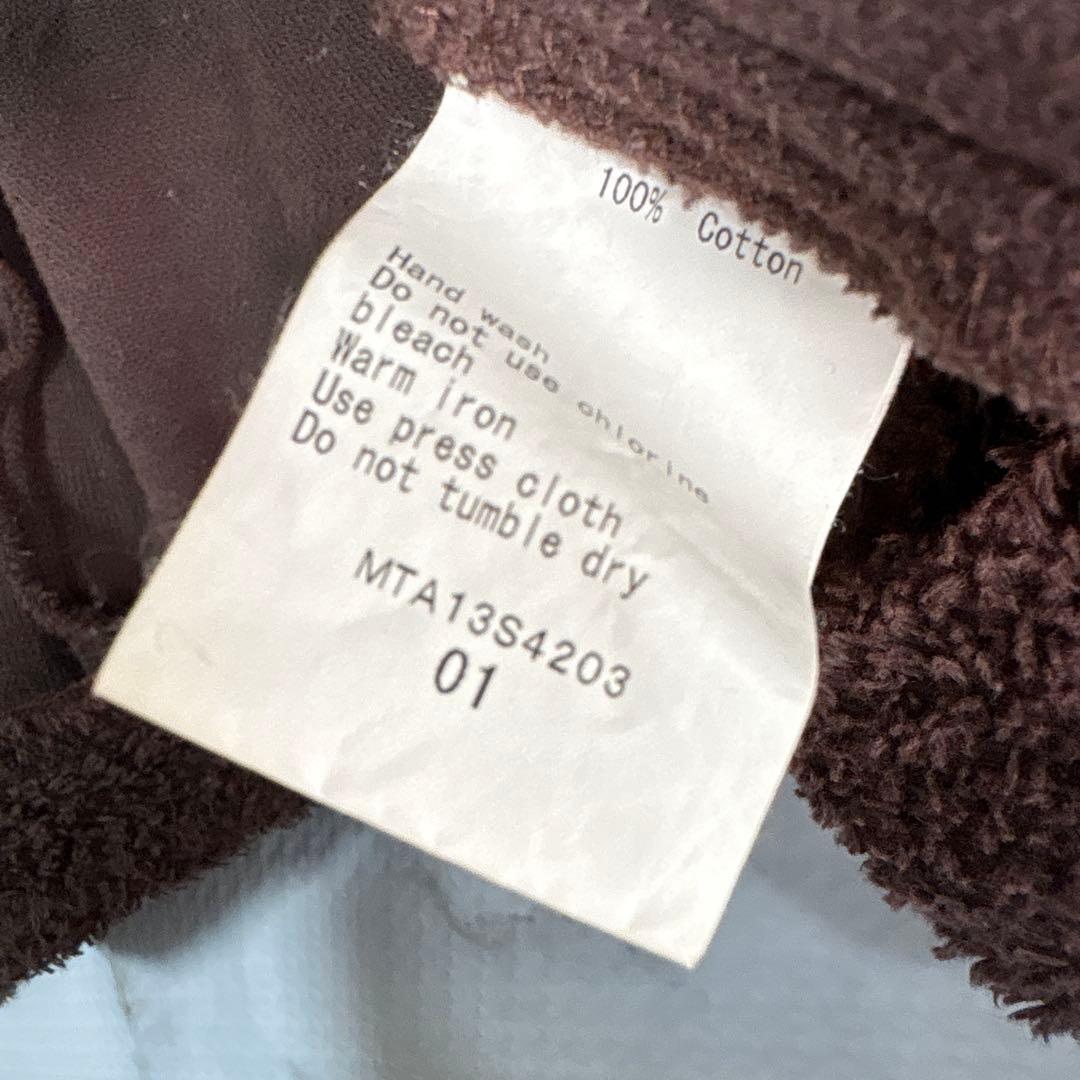 100% Cotton
Hand wash
Do not use chlorine
bleach
Warm iron
Use press cloth
Do not tumble dry
MTA13S4203
01